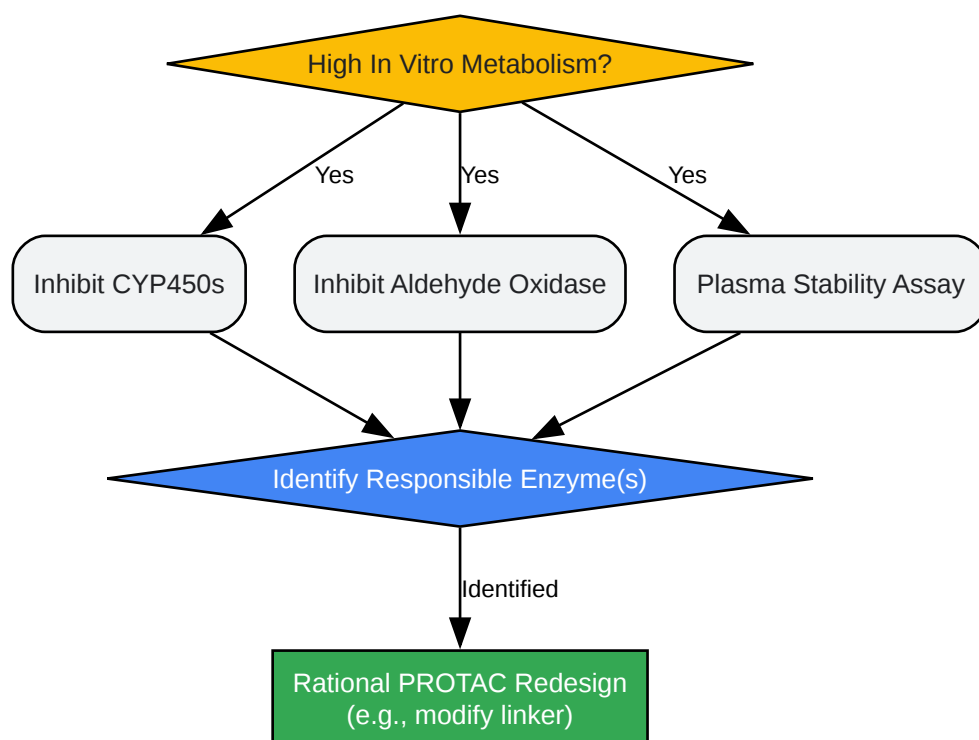 High In Vitro Metabolism?
Yes
Yes
Yes
Inhibit CYP450s
Inhibit Aldehyde Oxidase
Plasma Stability Assay
Identify Responsible Enzyme(s)
Identified
Rational PROTAC Redesign
(e.g., modify linker)